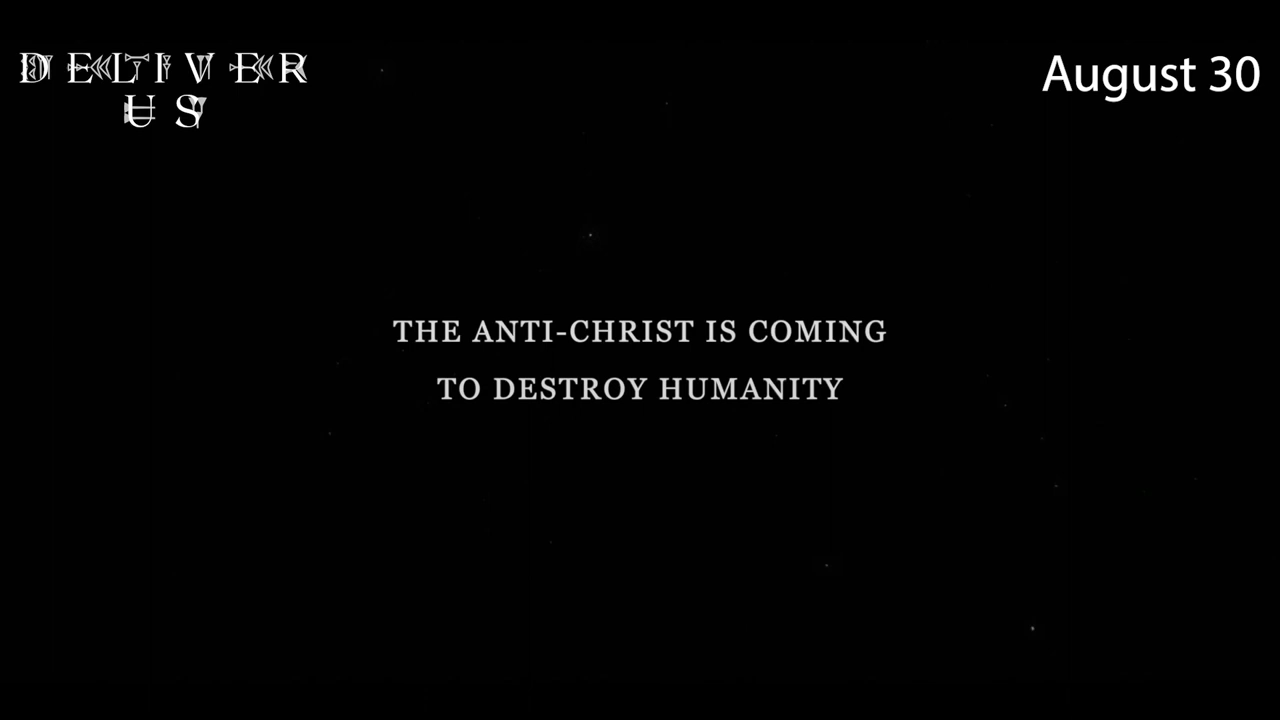 DELIVER
US
August 30
THE ANTI-CHRIST IS COMING
TO DESTROY HUMANITY